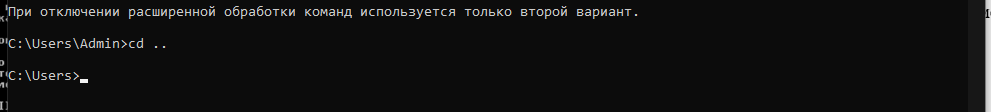 При отключении расширенной обработки команд используется только второй вариант.
C:\Users\Admin>cd ..
C:\Users>